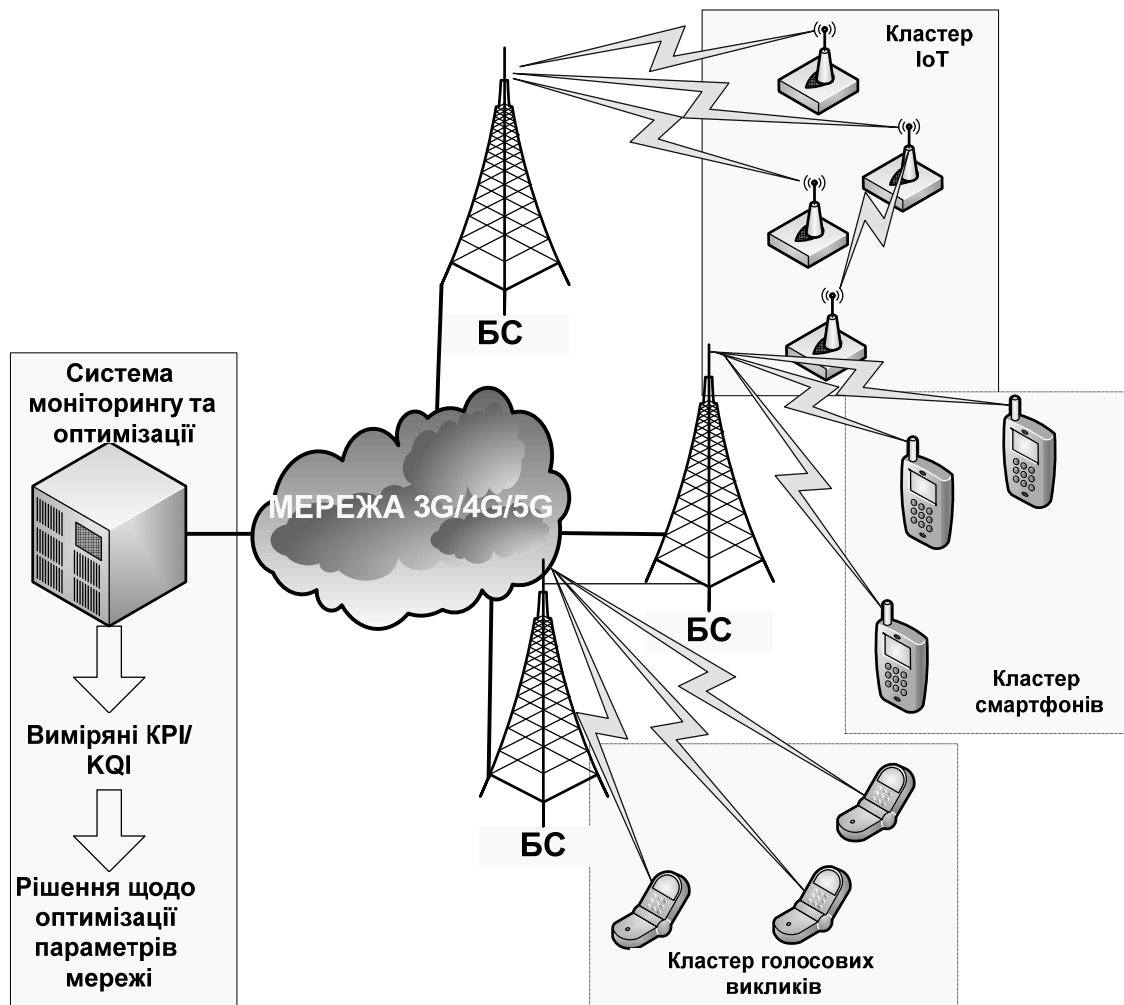 Кластер
IoT
БС
Система
моніторингу та
оптимізації
МЕРЕЖА 3G/4G/5G
БС
Кластер
смартфонів
Виміряні KPI/
KQI
БС
Рішення щодо
оптимізації
параметрів
мережі
Кластер голосових
викликів